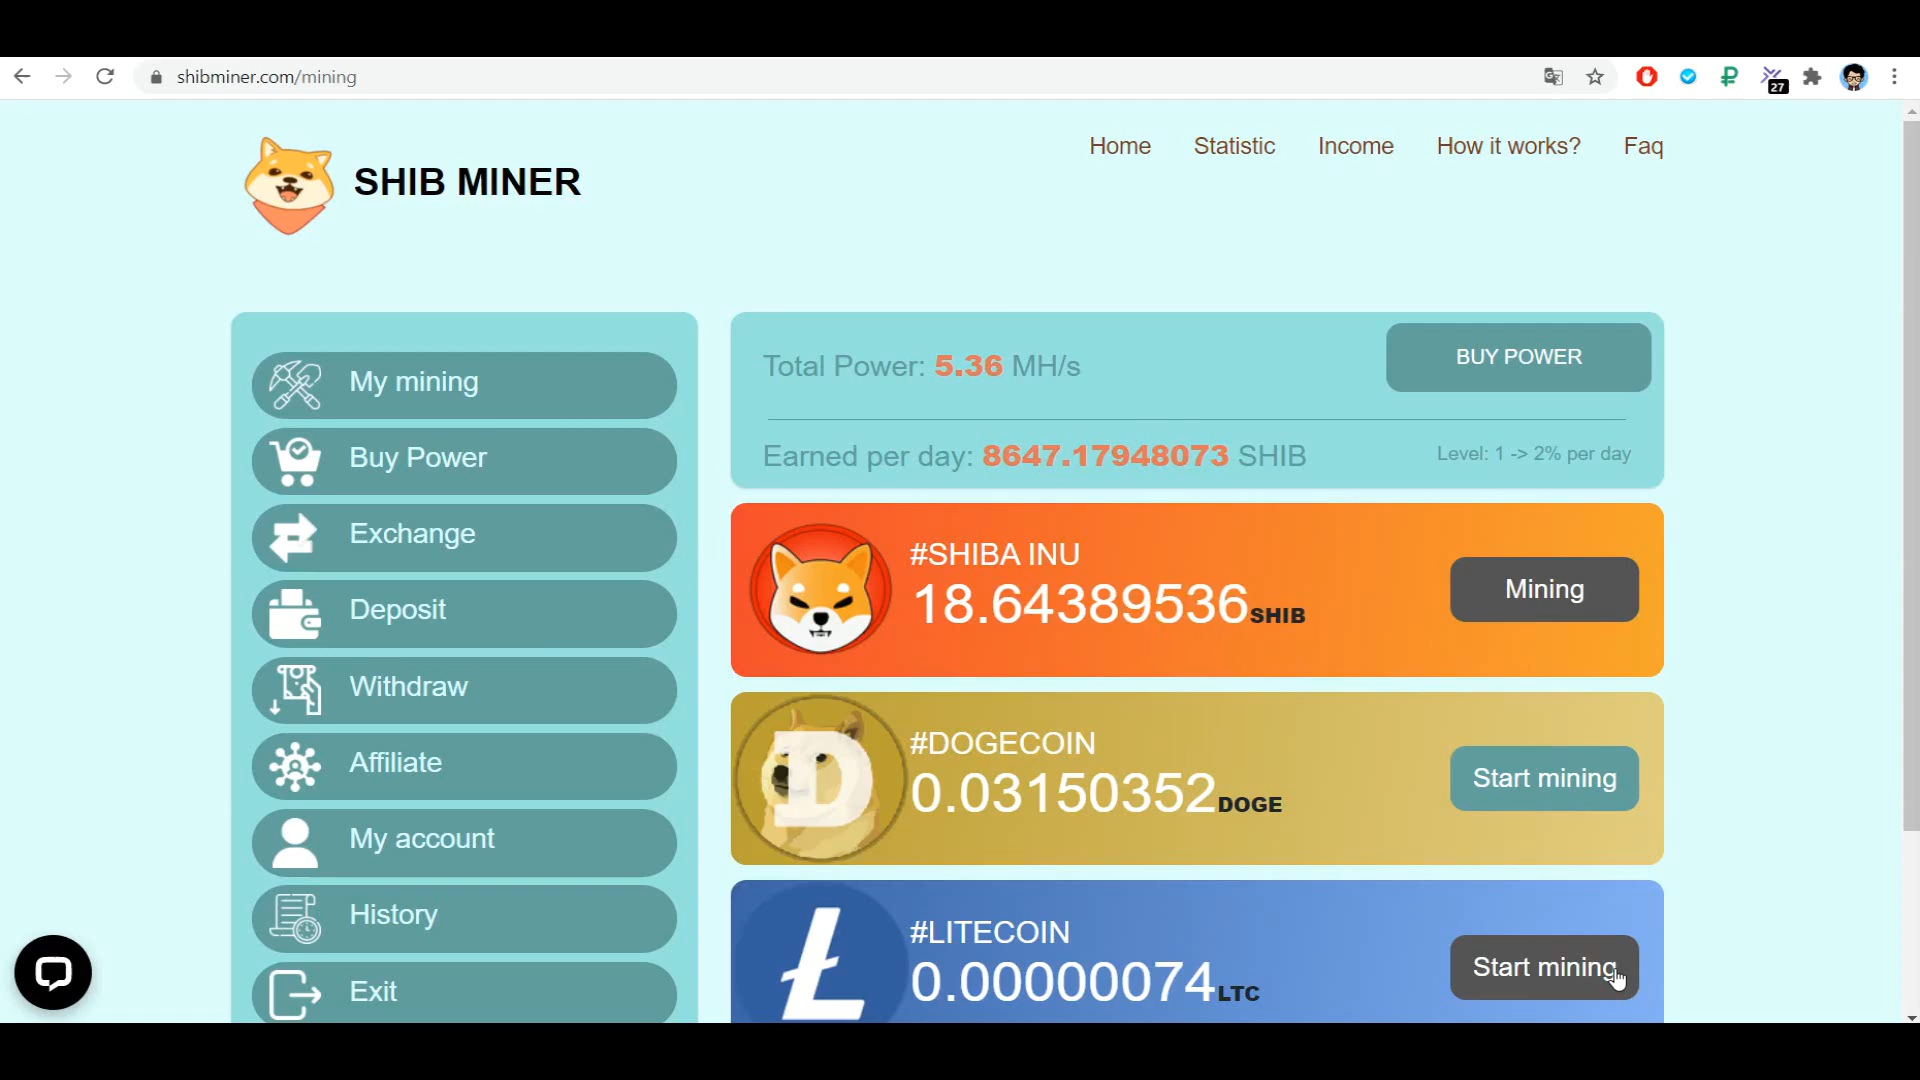 shibminer.com/mining
27
SHIB MINER
Home Statistic Income How it works? Faq
My mining
Buy Power
Exchange
Deposit
Withdraw
Affiliate
My account
History
Exit
Total Power: 5.36 MH/s
BUY POWER
Earned per day: 8647.17948073 SHIB
Level: 1 -> 2% per day
#SHIBA INU
18.64389536SHIB
Mining
#DOGECOIN
0.03150352DOGE
Start mining
#LITECOIN
0.00000074LTC
Start mining